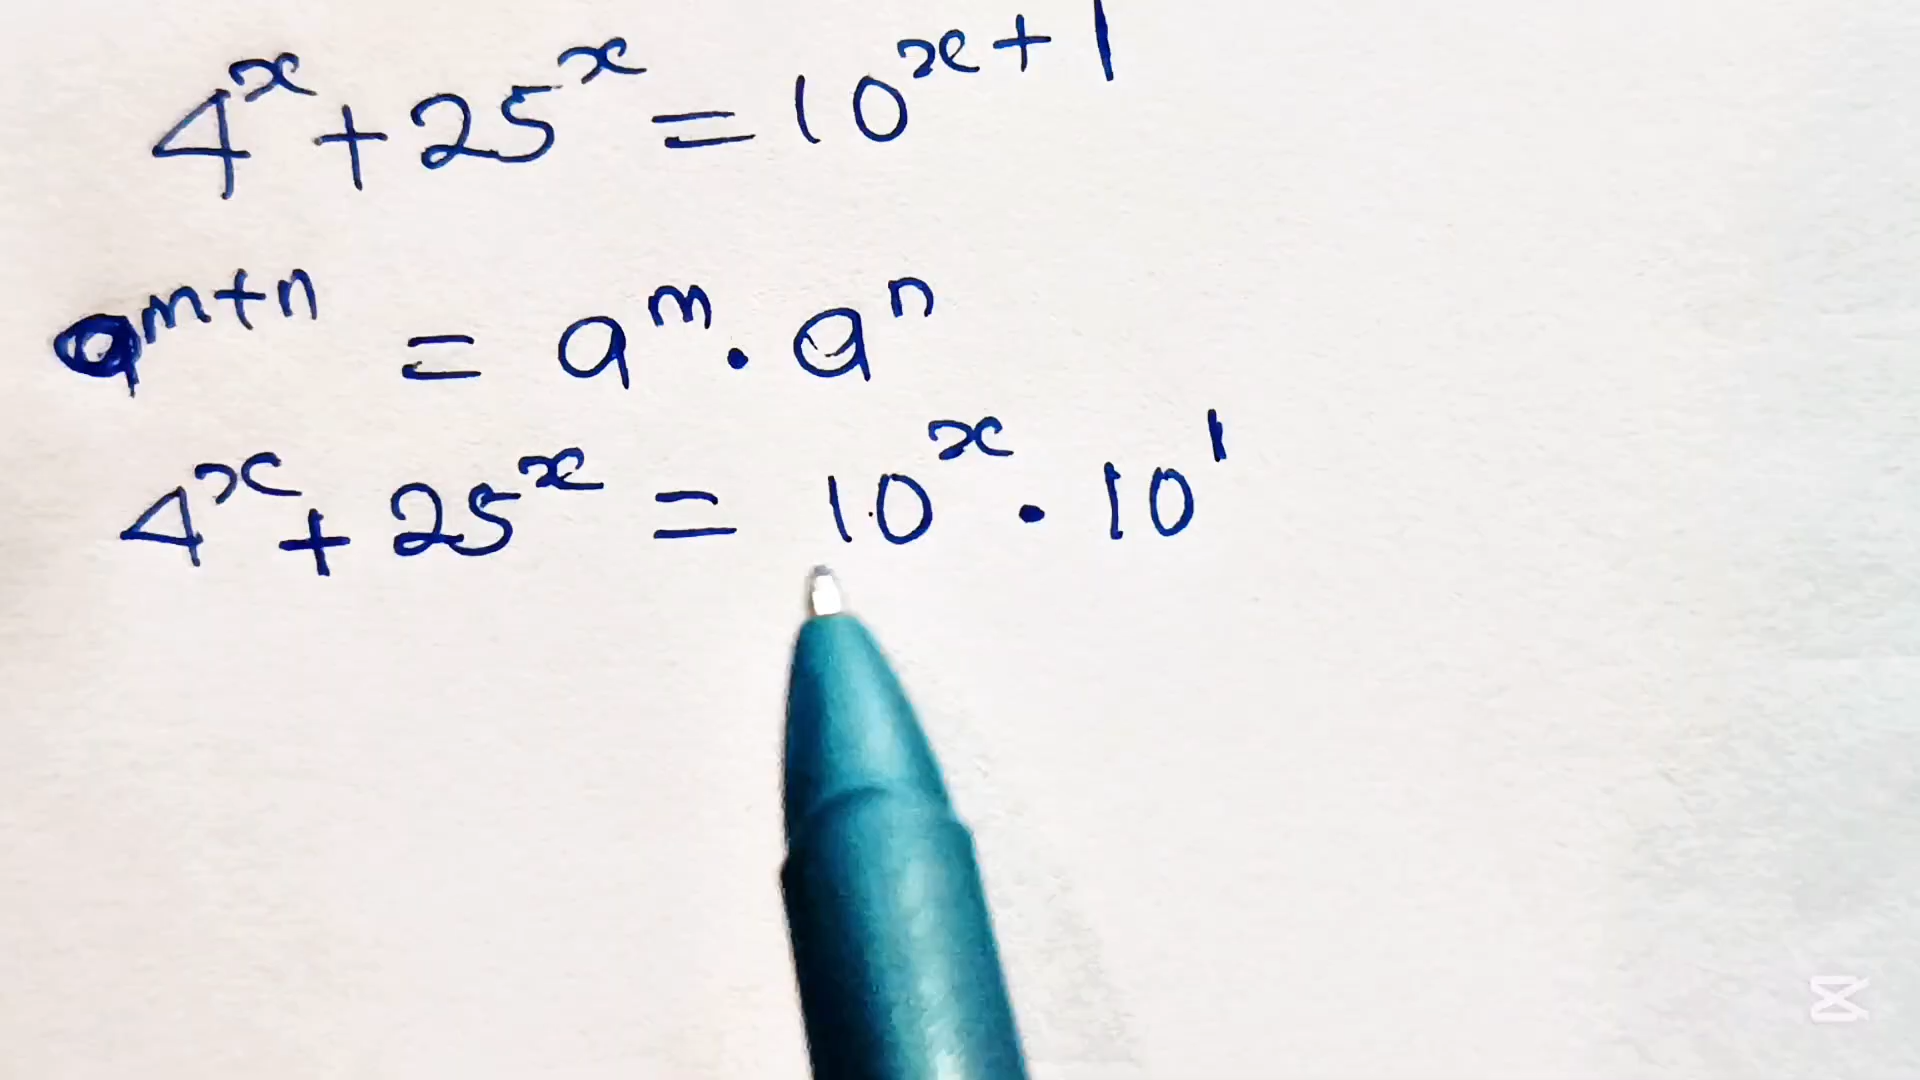 4^x + 25^x = 10^{x+1}
a^{m+n} = a^m · a^n
4^x + 25^x = 10^x · 10^1